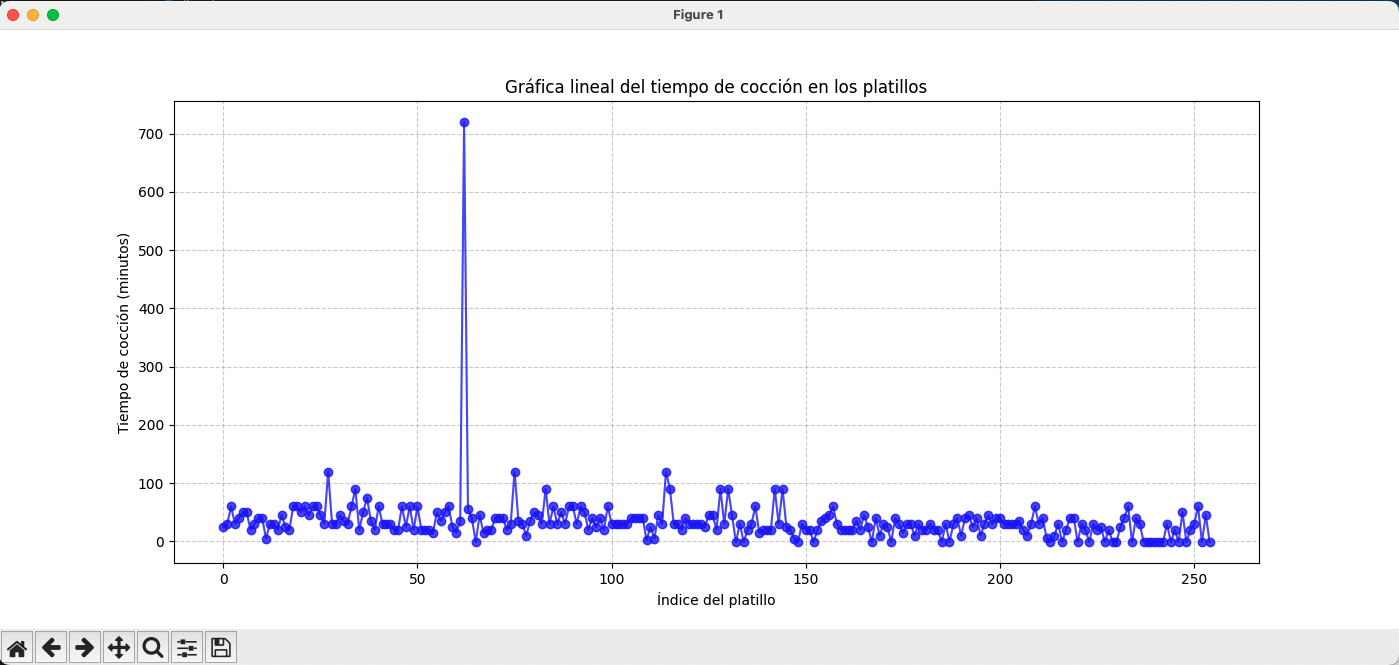 Figure 1
Gráfica lineal del tiempo de cocción en los platillos
Tiempo de cocción (minutos)
700
600
500
400
300
200
100
0
0 50 100 150 200 250
Índice del platillo